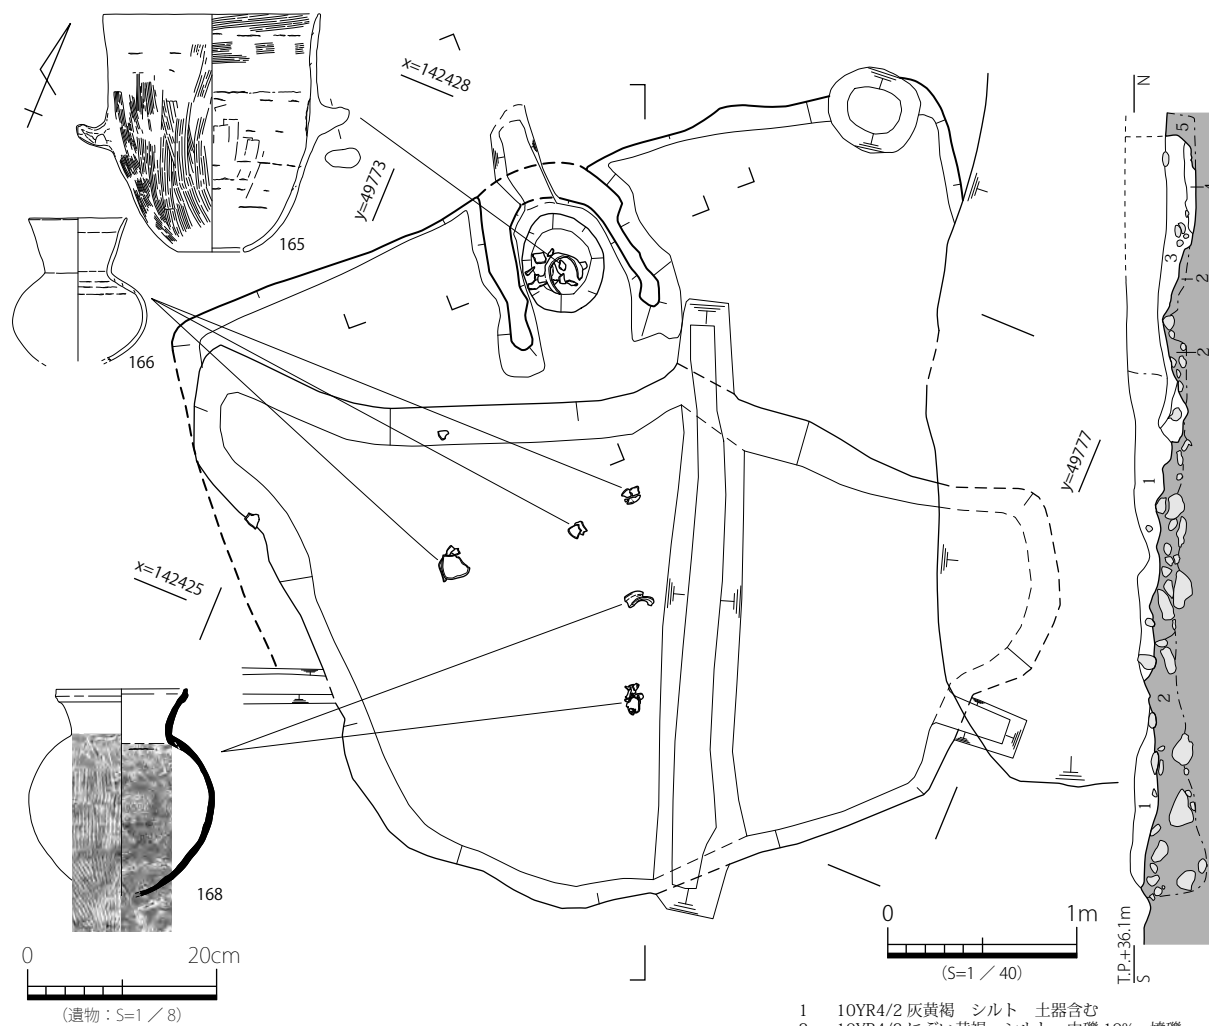 x=142428
y=49773
165
166
x=142425
168
0 20cm
（遺物：S=1／8）
y=49777
0 1m
（S=1／40）
N
5
1
3
2
2
1
2
1
T.P.+36.1m
S
1 10YR4/2 灰黄褐 シルト 土器含む